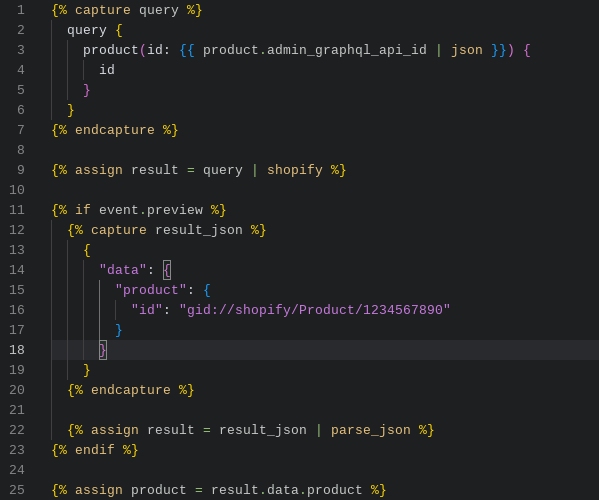 1 {% capture query %}
2   query {
3     product(id: {{ product.admin_graphql_api_id | json }}) {
4       id
5     }
6   }
7 {% endcapture %}
8
9 {% assign result = query | shopify %}
10
11 {% if event.preview %}
12   {% capture result_json %}
13     {
14       "data": {
15         "product": {
16           "id": "gid://shopify/Product/1234567890"
17         }
18       }
19     }
20   {% endcapture %}
21
22   {% assign result = result_json | parse_json %}
23 {% endif %}
24
25 {% assign product = result.data.product %}